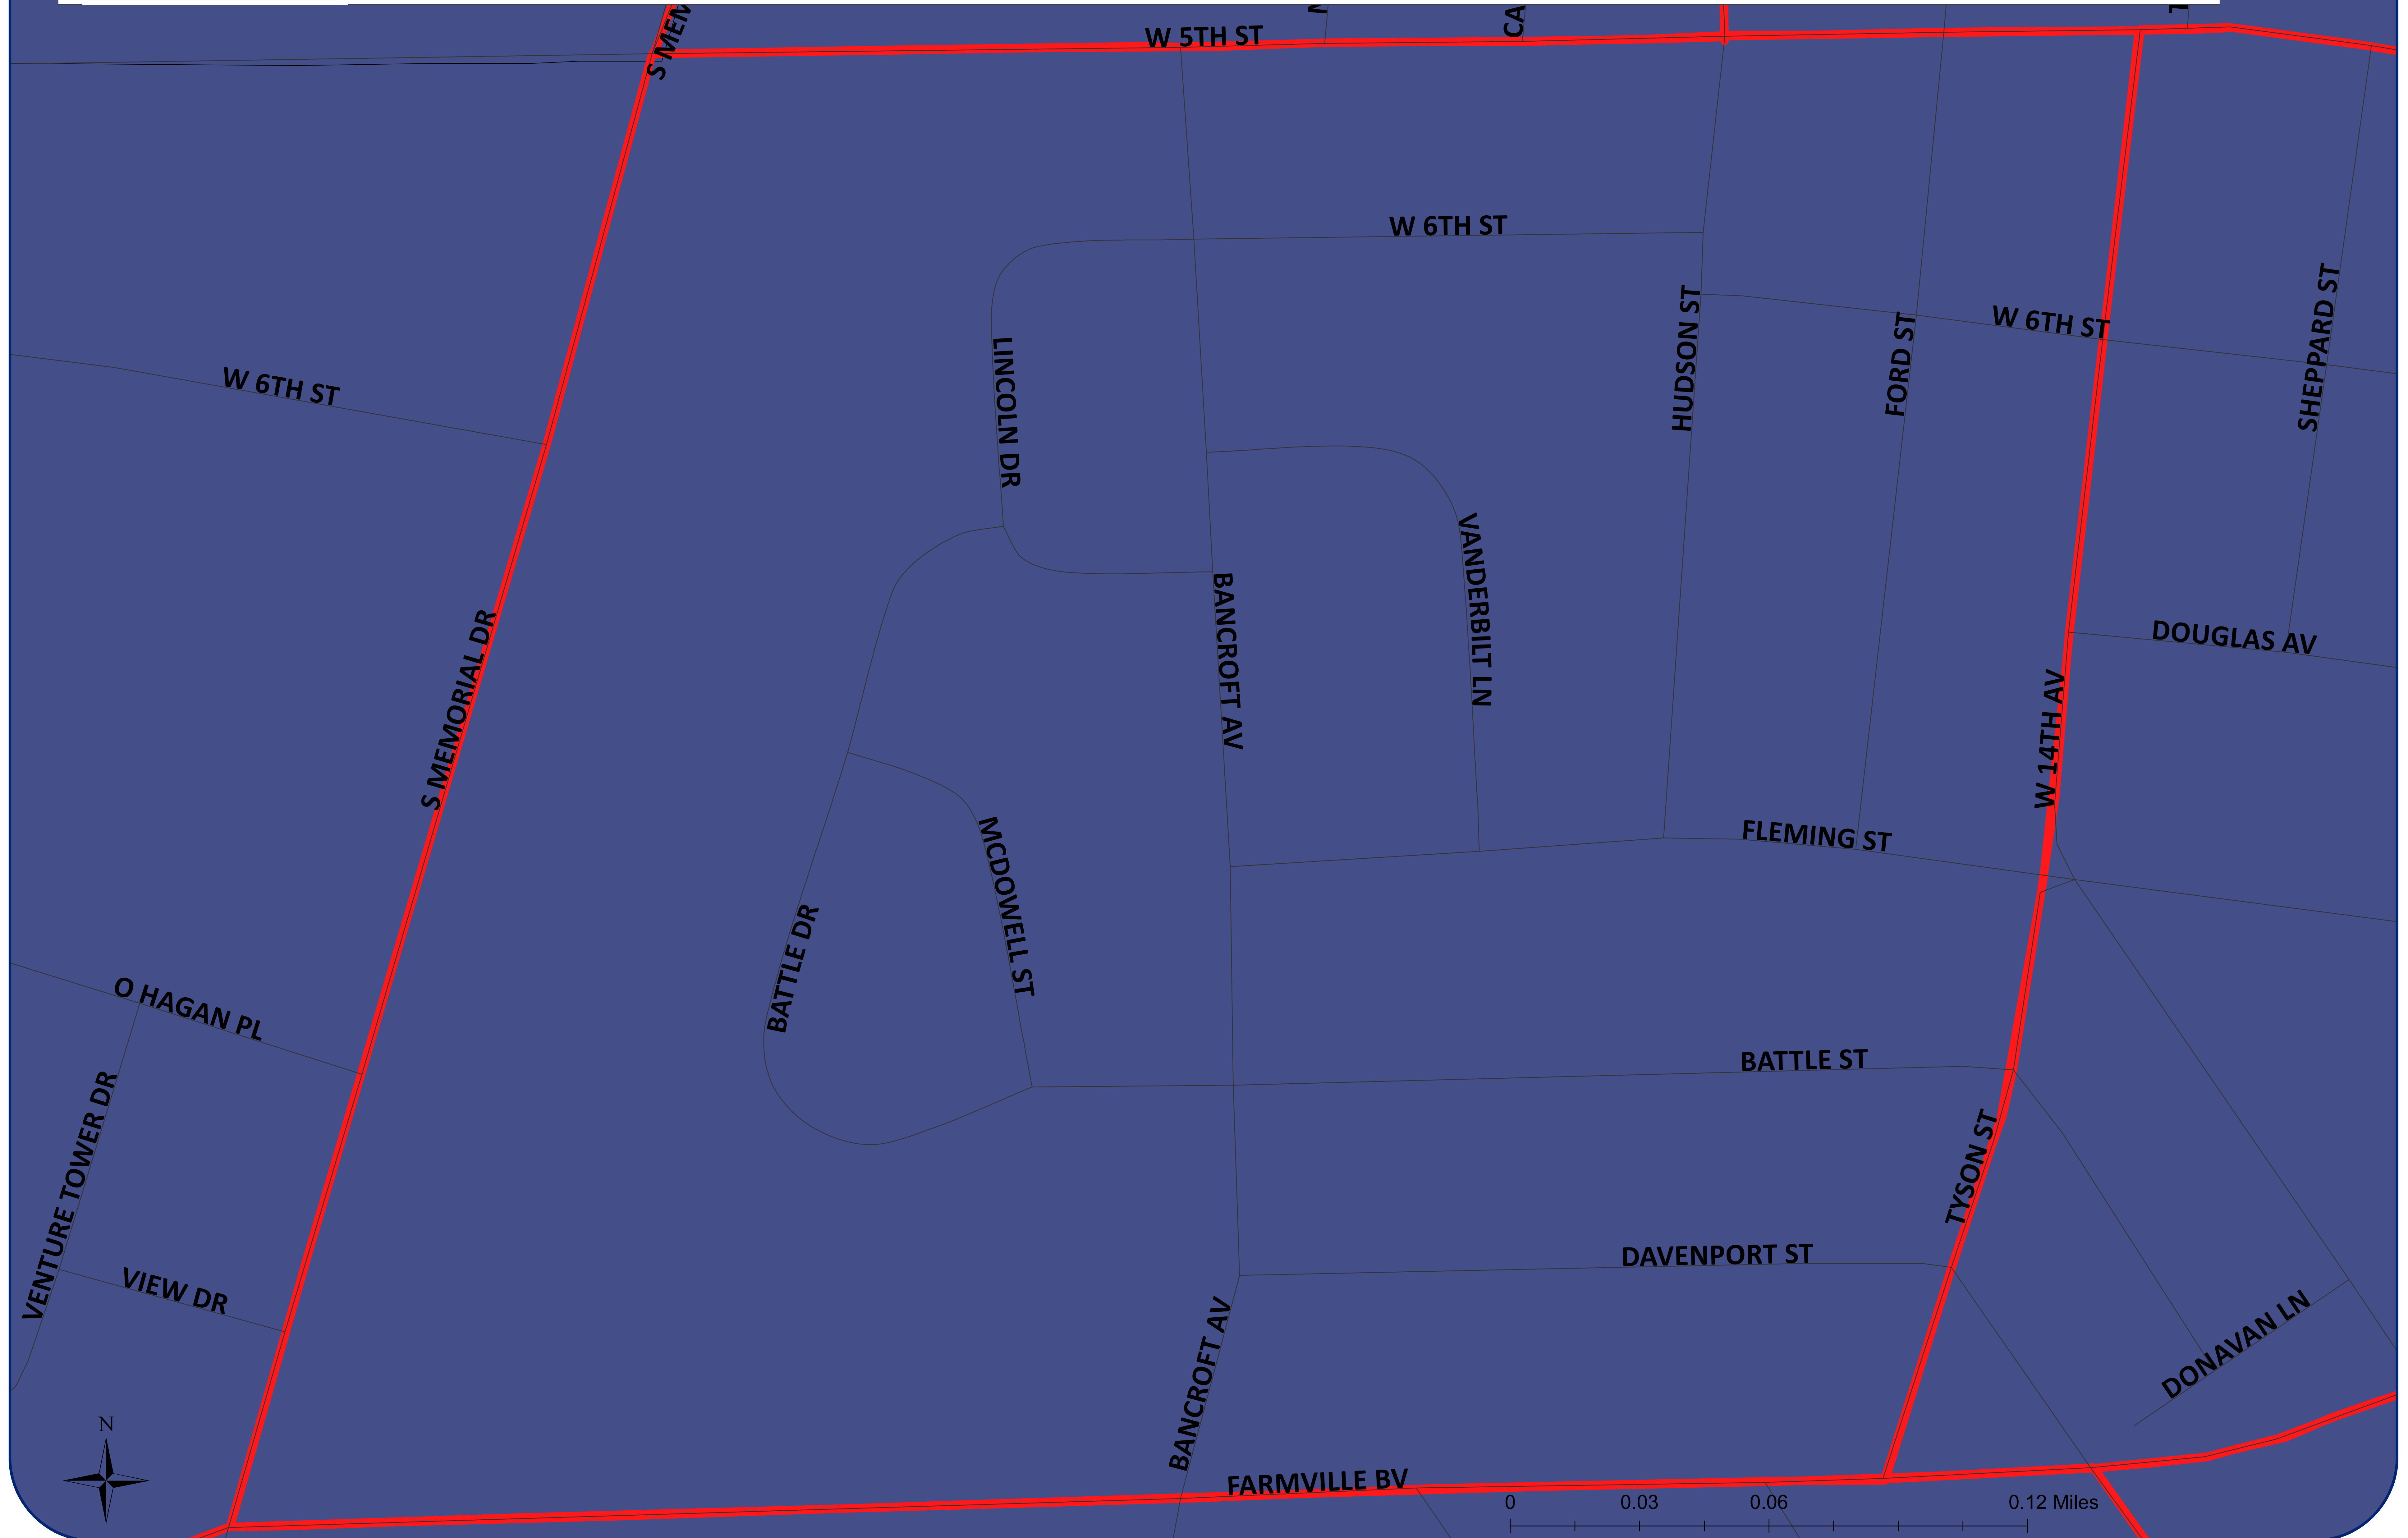 W 5TH ST
W 6TH ST
W 6TH ST
W 6TH ST
LINCOLN DR
HUDSON ST
FORD ST
SHEPPARD ST
S MEMORIAL DR
BANCROFT AV
VANDERBILT LN
DOUGLAS AV
W 14TH AV
FLEMING ST
MCDOWELL ST
BATTLE DR
O HAGAN PL
BATTLE ST
VENTURE TOWER DR
TYSON ST
VIEW DR
DAVENPORT ST
BANCROFT AV
DONAVAN LN
FARMVILLE BV
N
0 0.03 0.06 0.12 Miles